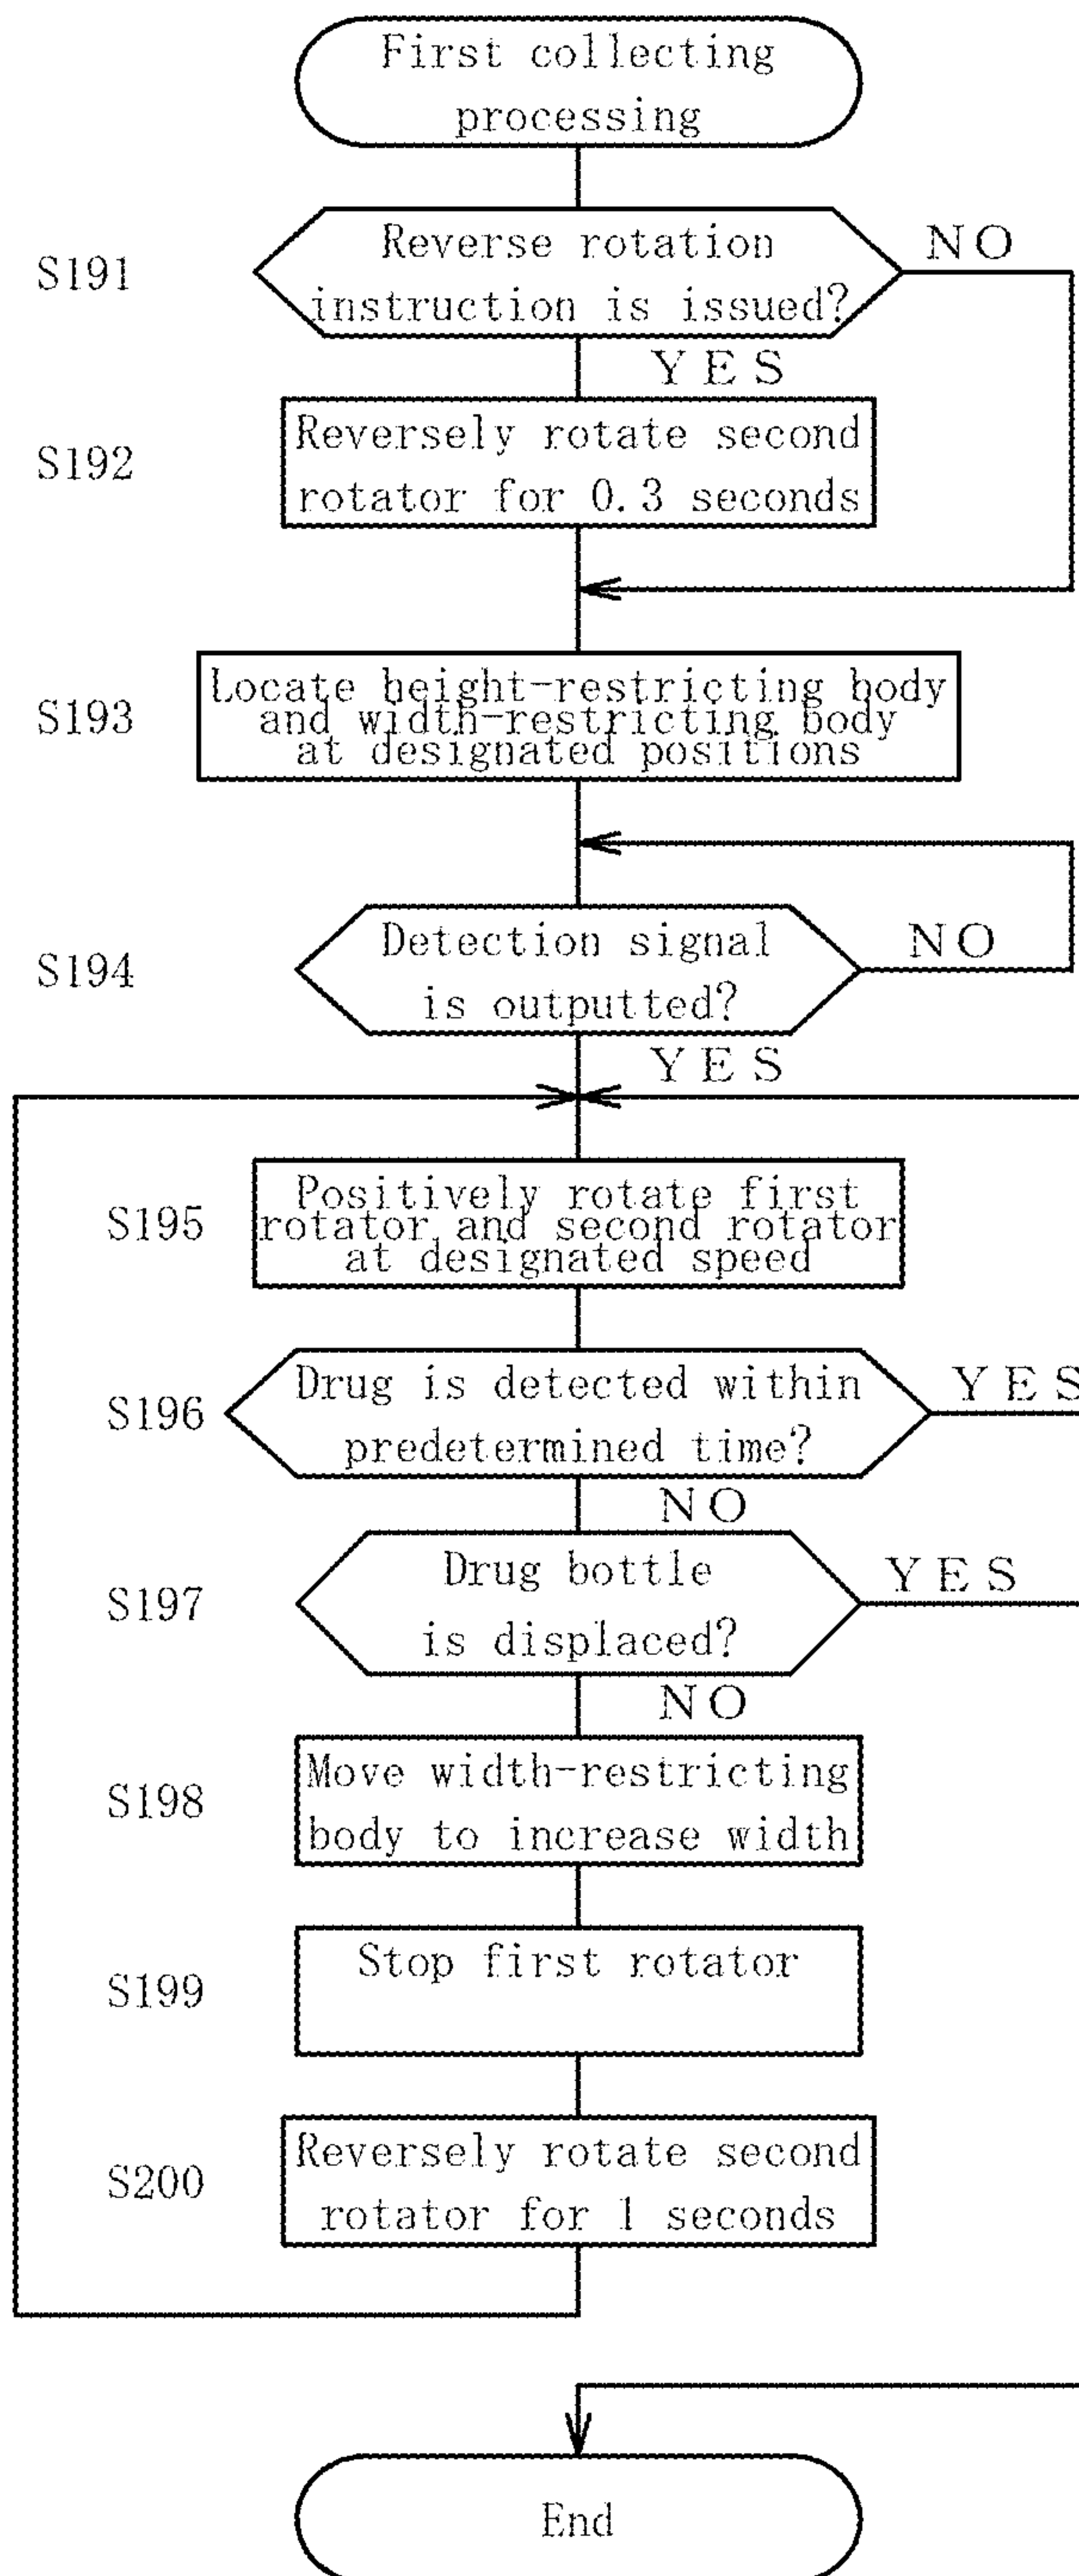 First collecting
processing
S191
Reverse rotation
instruction is issued?
NO
YES
S192
Reversely rotate second
rotator for 0.3 seconds
S193
Locate height-restricting body
and width-restricting body
at designated positions
S194
Detection signal
is outputted?
NO
YES
S195
Positively rotate first
rotator and second rotator
at designated speed
S196
Drug is detected within
predetermined time?
YES
NO
S197
Drug bottle
is displaced?
YES
NO
S198
Move width-restricting
body to increase width
S199
Stop first rotator
S200
Reversely rotate second
rotator for 1 seconds
End